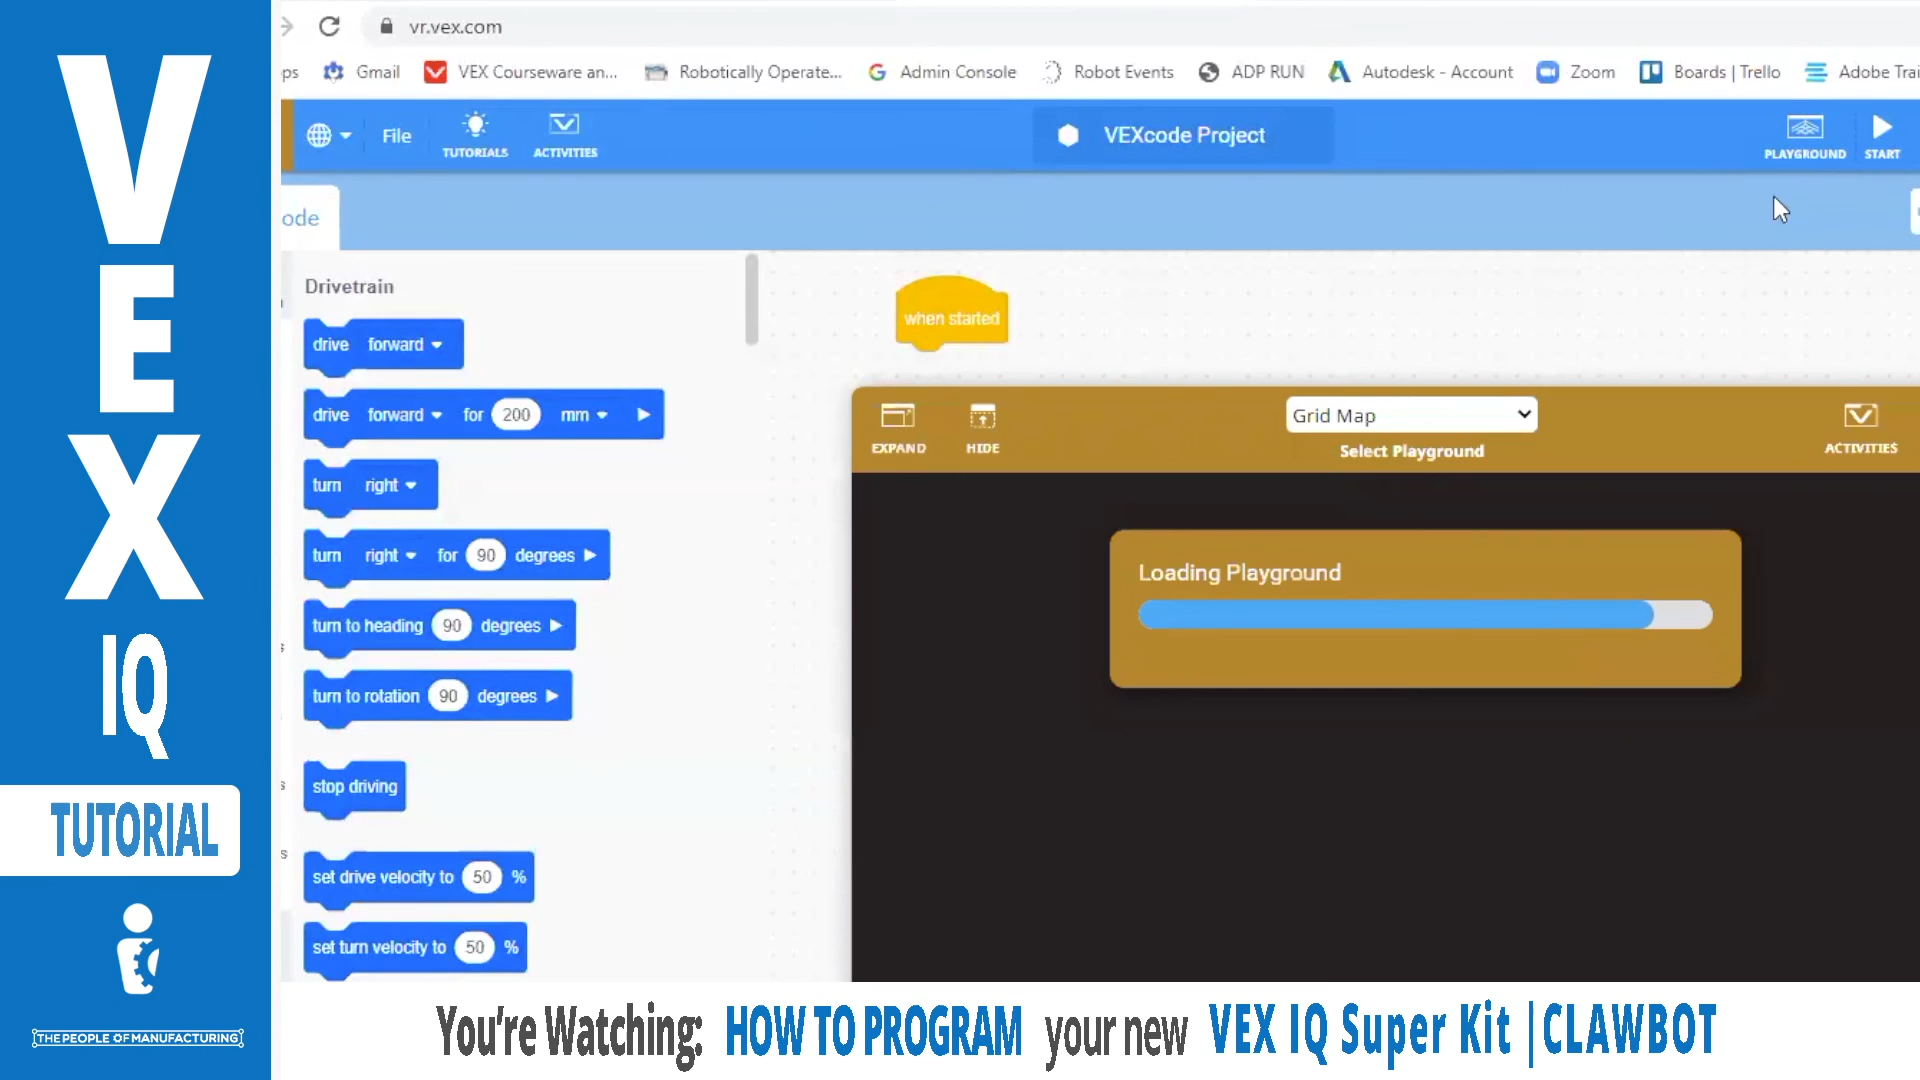 VEX
IQ
TUTORIAL
THE PEOPLE OF MANUFACTURING
vr.vex.com
ps Gmail VEX Courseware an... Robotically Operate... Admin Console Robot Events ADP RUN Autodesk - Account Zoom Boards | Trello Adobe Trai
File TUTORIALS ACTIVITIES VEXcode Project PLAYGROUND START
ode
Drivetrain
drive forward
drive forward for 200 mm
turn right
turn right for 90 degrees
turn to heading 90 degrees
turn to rotation 90 degrees
stop driving
set drive velocity to 50 %
set turn velocity to 50 %
when started
EXPAND HIDE Grid Map ACTIVITIES
Select Playground
Loading Playground
You're Watching: HOW TO PROGRAM your new VEX IQ Super Kit | CLAWBOT